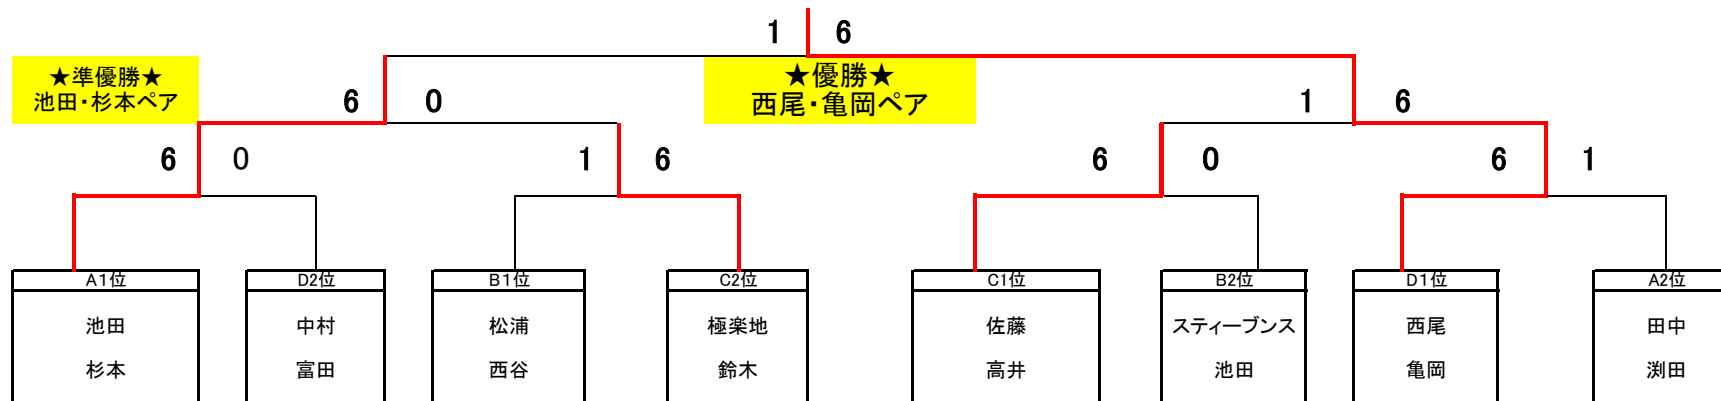 1 6
★準優勝★
池田・杉本ペア
★優勝★
西尾・亀岡ペア
6 0
1 6
6 0
1 6
6 0
6 1
A1位 D2位 B1位 C2位 C1位 B2位 D1位 A2位
池田 中村 松浦 極楽地 佐藤 スティーブンス 西尾 田中
杉本 富田 西谷 鈴木 高井 池田 亀岡 渕田